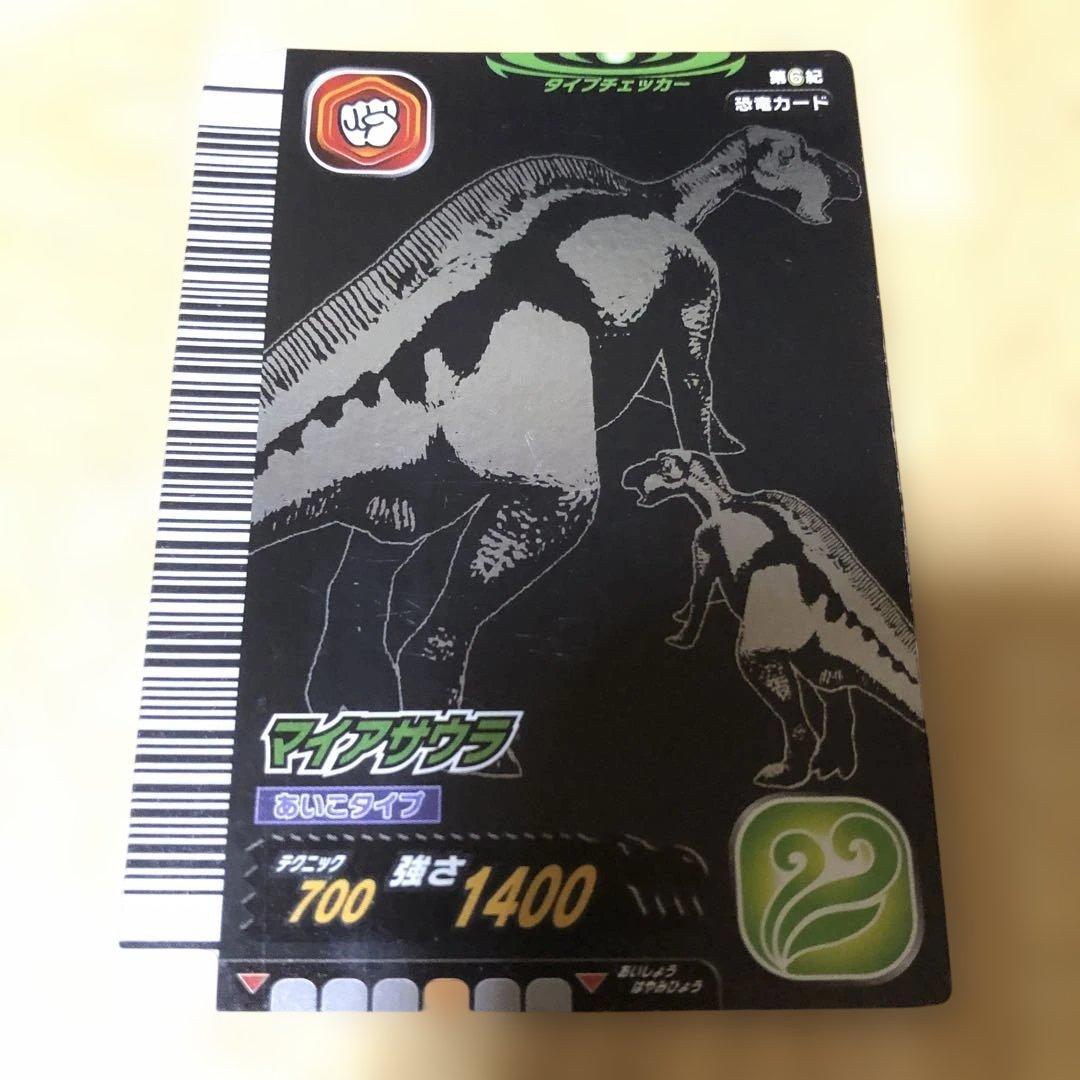 タイプチェッカー
第6紀
恐竜カード
マイアサウラ
あいこタイプ
テクニック
700
強さ
1400
あいしょう
はやみひょう